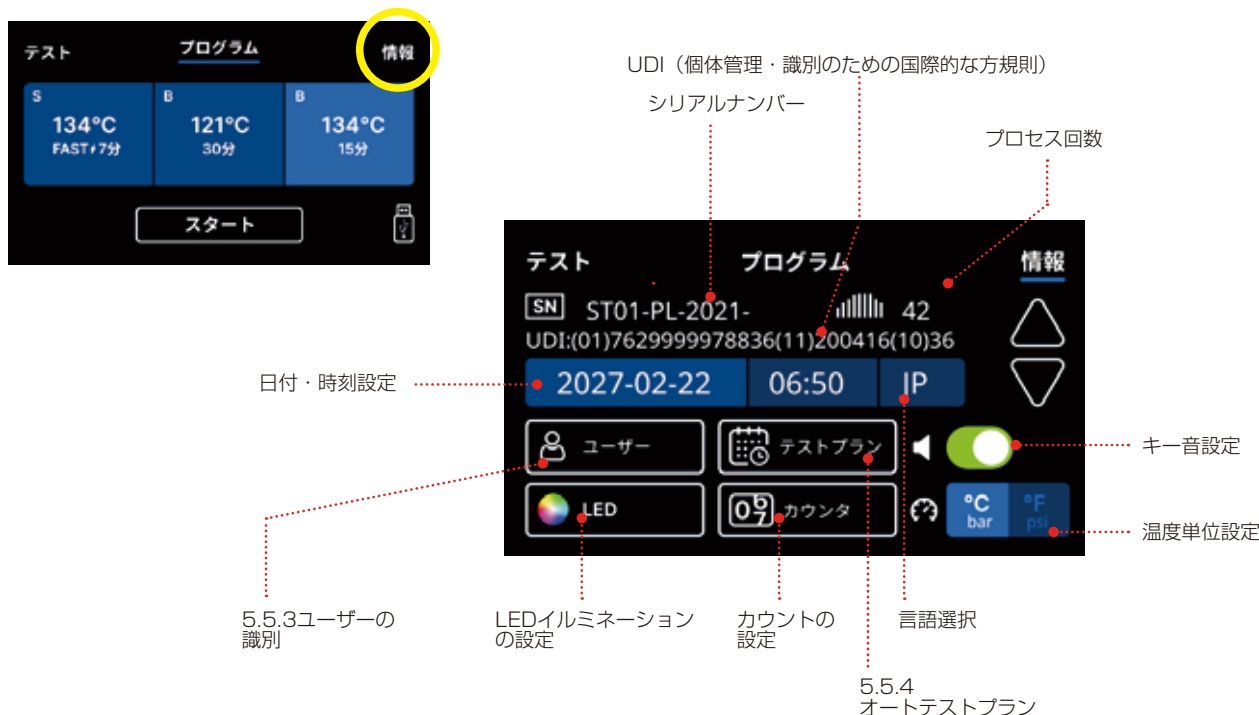 テスト
プログラム
情報
S
134°C
FAST⚡7分
B
121°C
30分
B
134°C
15分
スタート
UDI（個体管理・識別のための国際的な方規則）
シリアルナンバー
プロセス回数
テスト
プログラム
情報
SN ST01-PL-2021- 42
UDI:(01)7629999978836(11)200416(10)36
2027-02-22
06:50
JP
ユーザー
テストプラン
LED
カウンタ
°C
bar
°F
psi
日付・時刻設定
キー音設定
温度単位設定
5.5.3ユーザーの
識別
LEDイルミネーション
の設定
カウントの
設定
言語選択
5.5.4
オートテストプラン